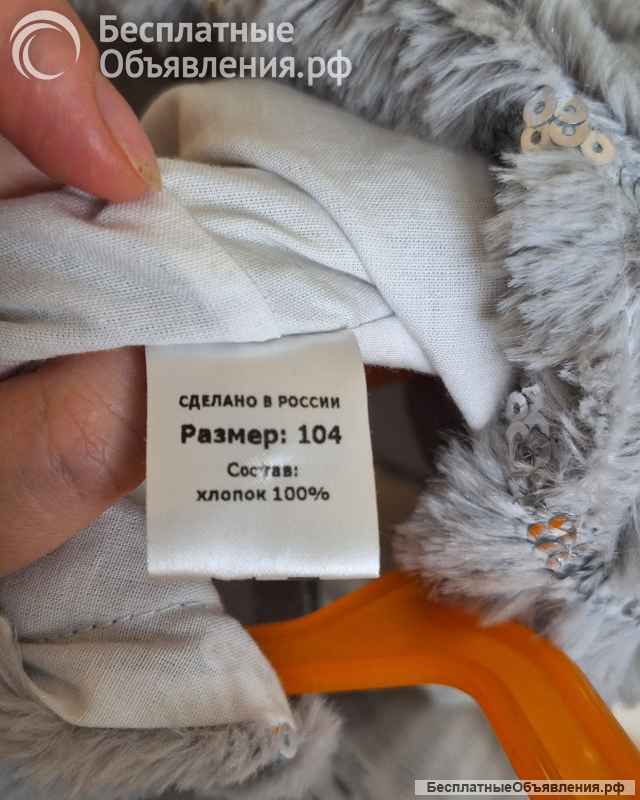 Бесплатные
Объявления.рф
СДЕЛАНО В РОССИИ
Размер: 104
Состав:
хлопок 100%
БесплатныеОбъявления.рф